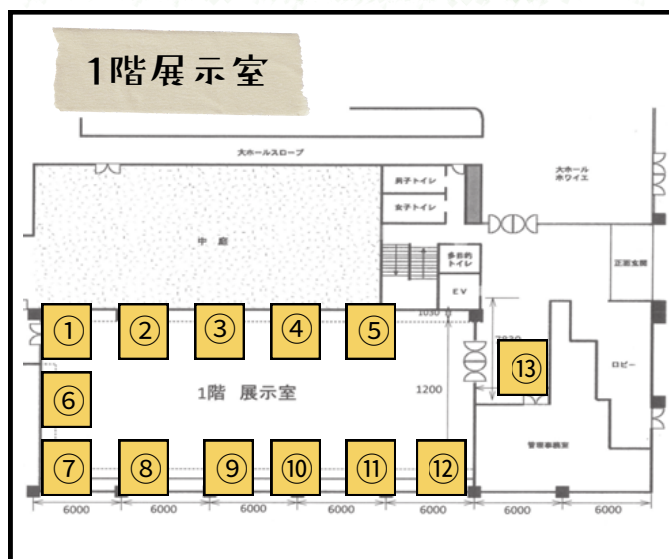 1階展示室
大ホールスロープ
男子トイレ
女子トイレ
大ホール
ホワイエ
中 庭
多目的
トイレ
EV
正面玄関
① ② ③ ④ ⑤
1030
⑥
1階 展示室
1200
⑬
ロビー
管理事務室
⑦ ⑧ ⑨ ⑩ ⑪ ⑫
6000 6000 6000 6000 6000 6000 6000